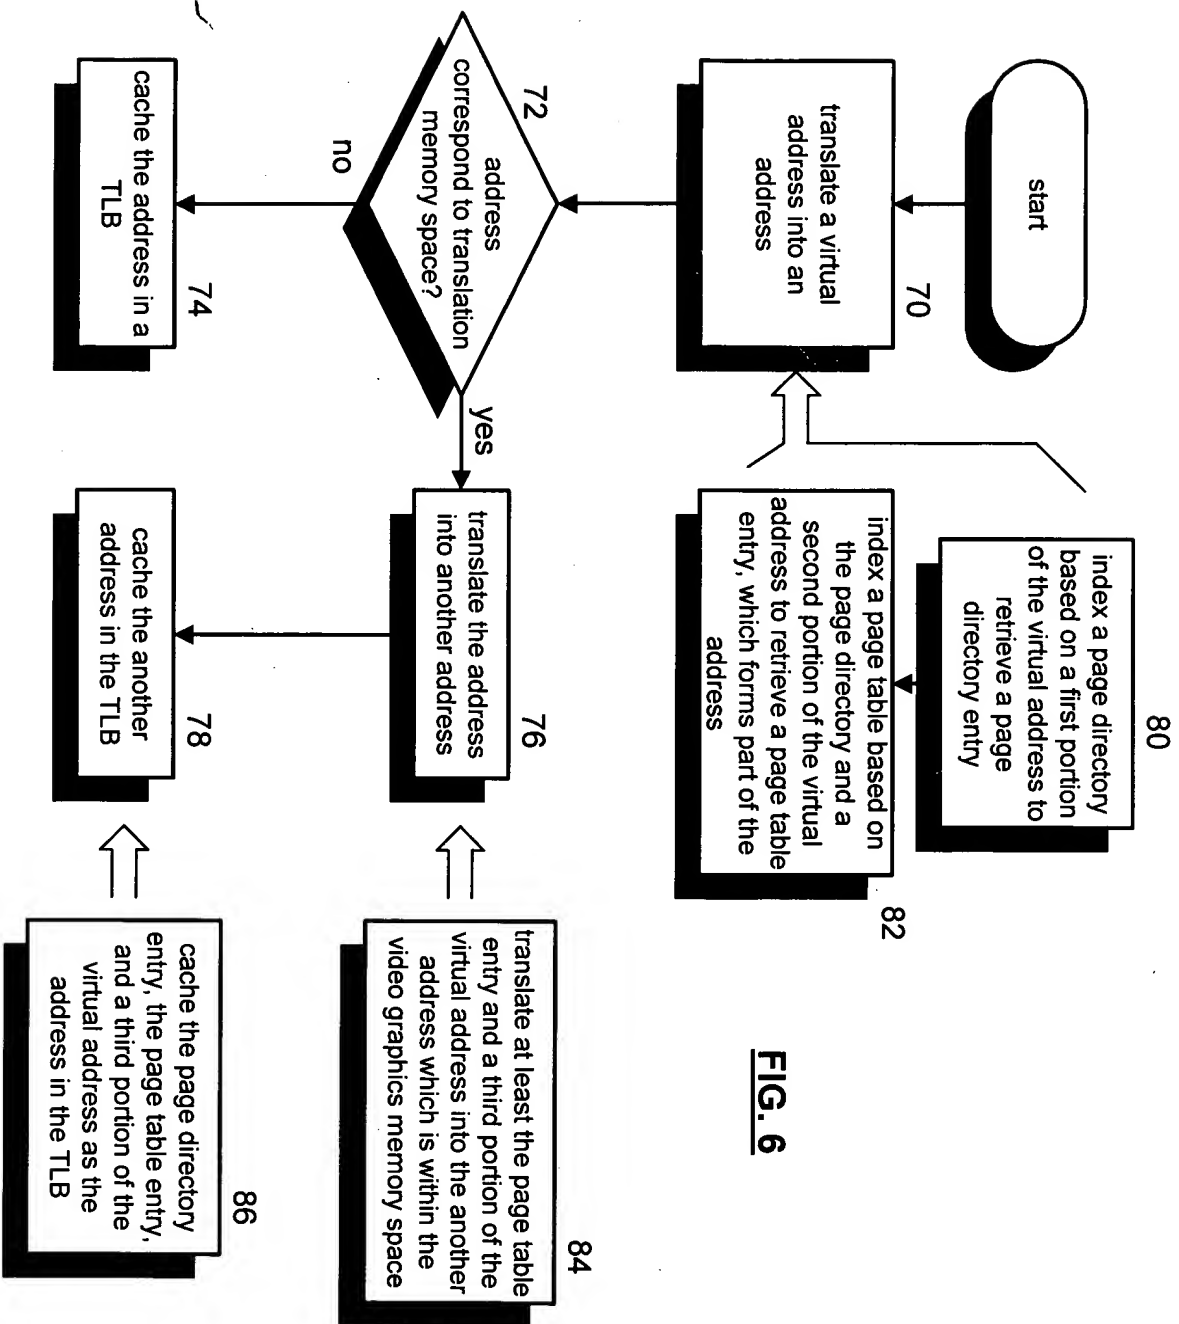 start
70
translate a virtual
address into an
address
72
address
correspond to translation
memory space?
no
yes
74
cache the address in a
TLB
76
translate the address
into another address
78
cache the another
address in the TLB
80
index a page directory
based on a first portion
of the virtual address to
retrieve a page
directory entry
82
index a page table based on
the page directory and a
second portion of the virtual
address to retrieve a page table
entry, which forms part of the
address
84
translate at least the page table
entry and a third portion of the
virtual address into the another
address which is within the
video graphics memory space
86
cache the page directory
entry, the page table entry,
and a third portion of the
virtual address as the
address in the TLB
FIG. 6